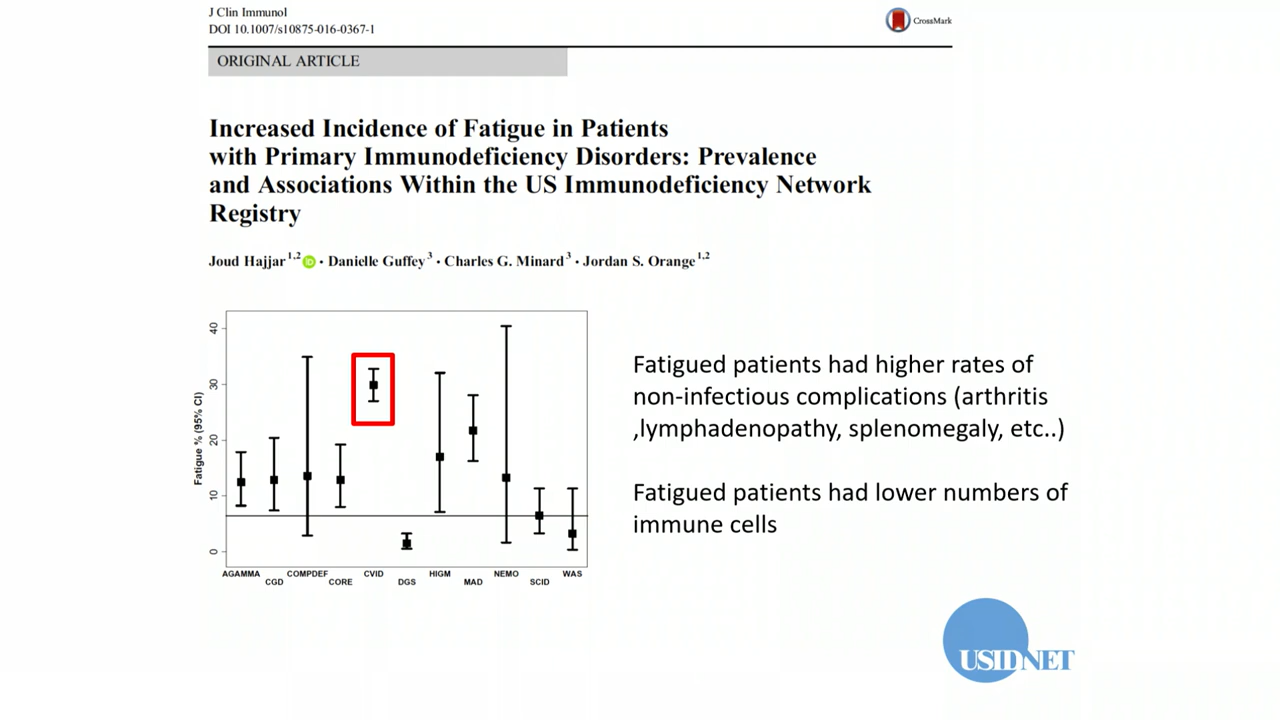 J Clin Immunol
DOI 10.1007/s10875-016-0367-1
CrossMark
ORIGINAL ARTICLE
Increased Incidence of Fatigue in Patients
with Primary Immunodeficiency Disorders: Prevalence
and Associations Within the US Immunodeficiency Network
Registry
Joud Hajjar 1,2 iD · Danielle Guffey 3 · Charles G. Minard 3 · Jordan S. Orange 1,2
Fatigue % (95% CI)
40
30
20
10
0
AGAMMA COMPDEF CVID HIGM NEMO WAS
CGD CORE DGS MAD SCID
Fatigued patients had higher rates of
non-infectious complications (arthritis
,lymphadenopathy, splenomegaly, etc..)
Fatigued patients had lower numbers of
immune cells
USIDNET